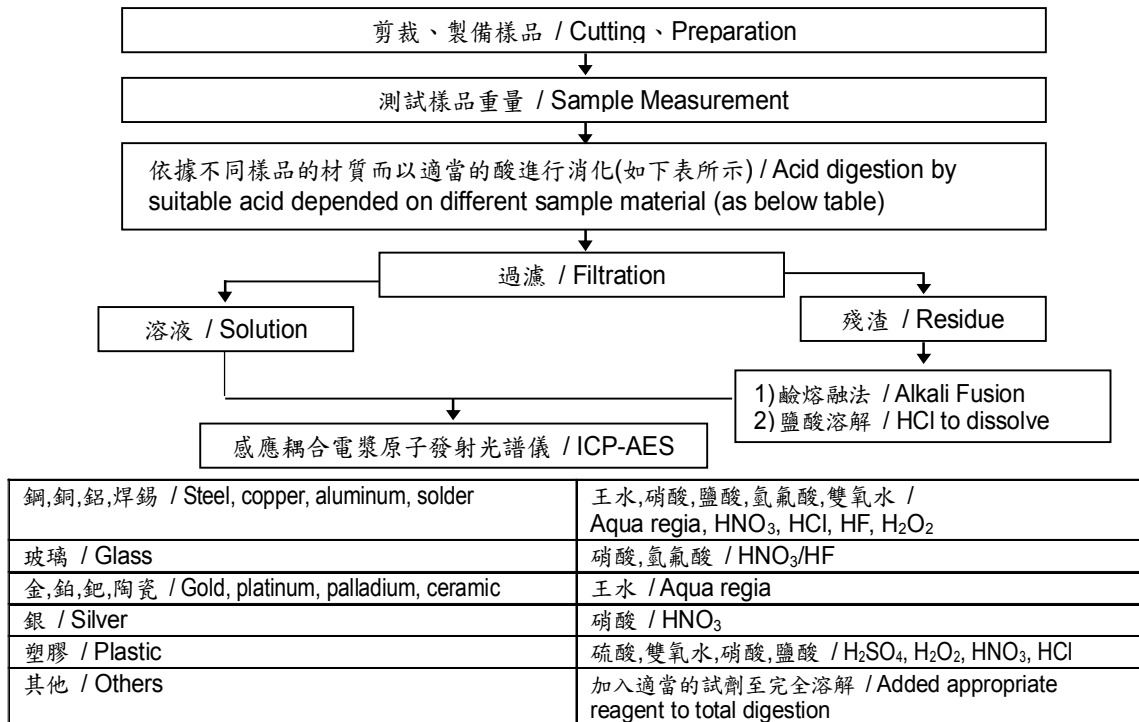 剪裁、製備樣品 / Cutting、Preparation
測試樣品重量 / Sample Measurement
依據不同樣品的材質而以適當的酸進行消化(如下表所示) / Acid digestion by
suitable acid depended on different sample material (as below table)
過濾 / Filtration
溶液 / Solution
殘渣 / Residue
1)鹼熔融法 / Alkali Fusion
2)鹽酸溶解 / HCl to dissolve
感應耦合電漿原子發射光譜儀 / ICP-AES
鋼,銅,鋁,焊錫 / Steel, copper, aluminum, solder
王水,硝酸,鹽酸,氫氟酸,雙氧水 /
Aqua regia, HNO₃, HCl, HF, H₂O₂
玻璃 / Glass
硝酸,氫氟酸 / HNO₃/HF
金,鉑,鈀,陶瓷 / Gold, platinum, palladium, ceramic
王水 / Aqua regia
銀 / Silver
硝酸 / HNO₃
塑膠 / Plastic
硫酸,雙氧水,硝酸,鹽酸 / H₂SO₄, H₂O₂, HNO₃, HCl
其他 / Others
加入適當的試劑至完全溶解 / Added appropriate
reagent to total digestion